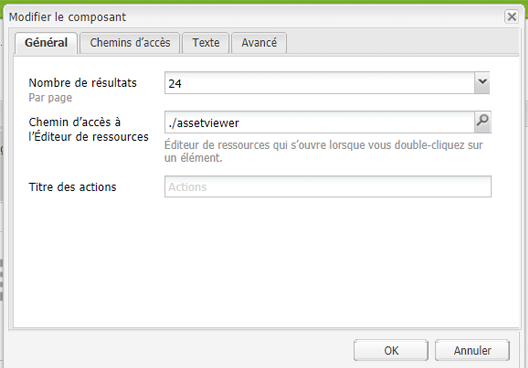 Modifier le composant
Général Chemins d'accès Texte Avancé
Nombre de résultats 24
Par page
Chemin d'accès à
l'Éditeur de ressources ./assetviewer
Éditeur de ressources qui s'ouvre lorsque vous double-cliquez sur
un élément.
Titre des actions Actions
OK Annuler